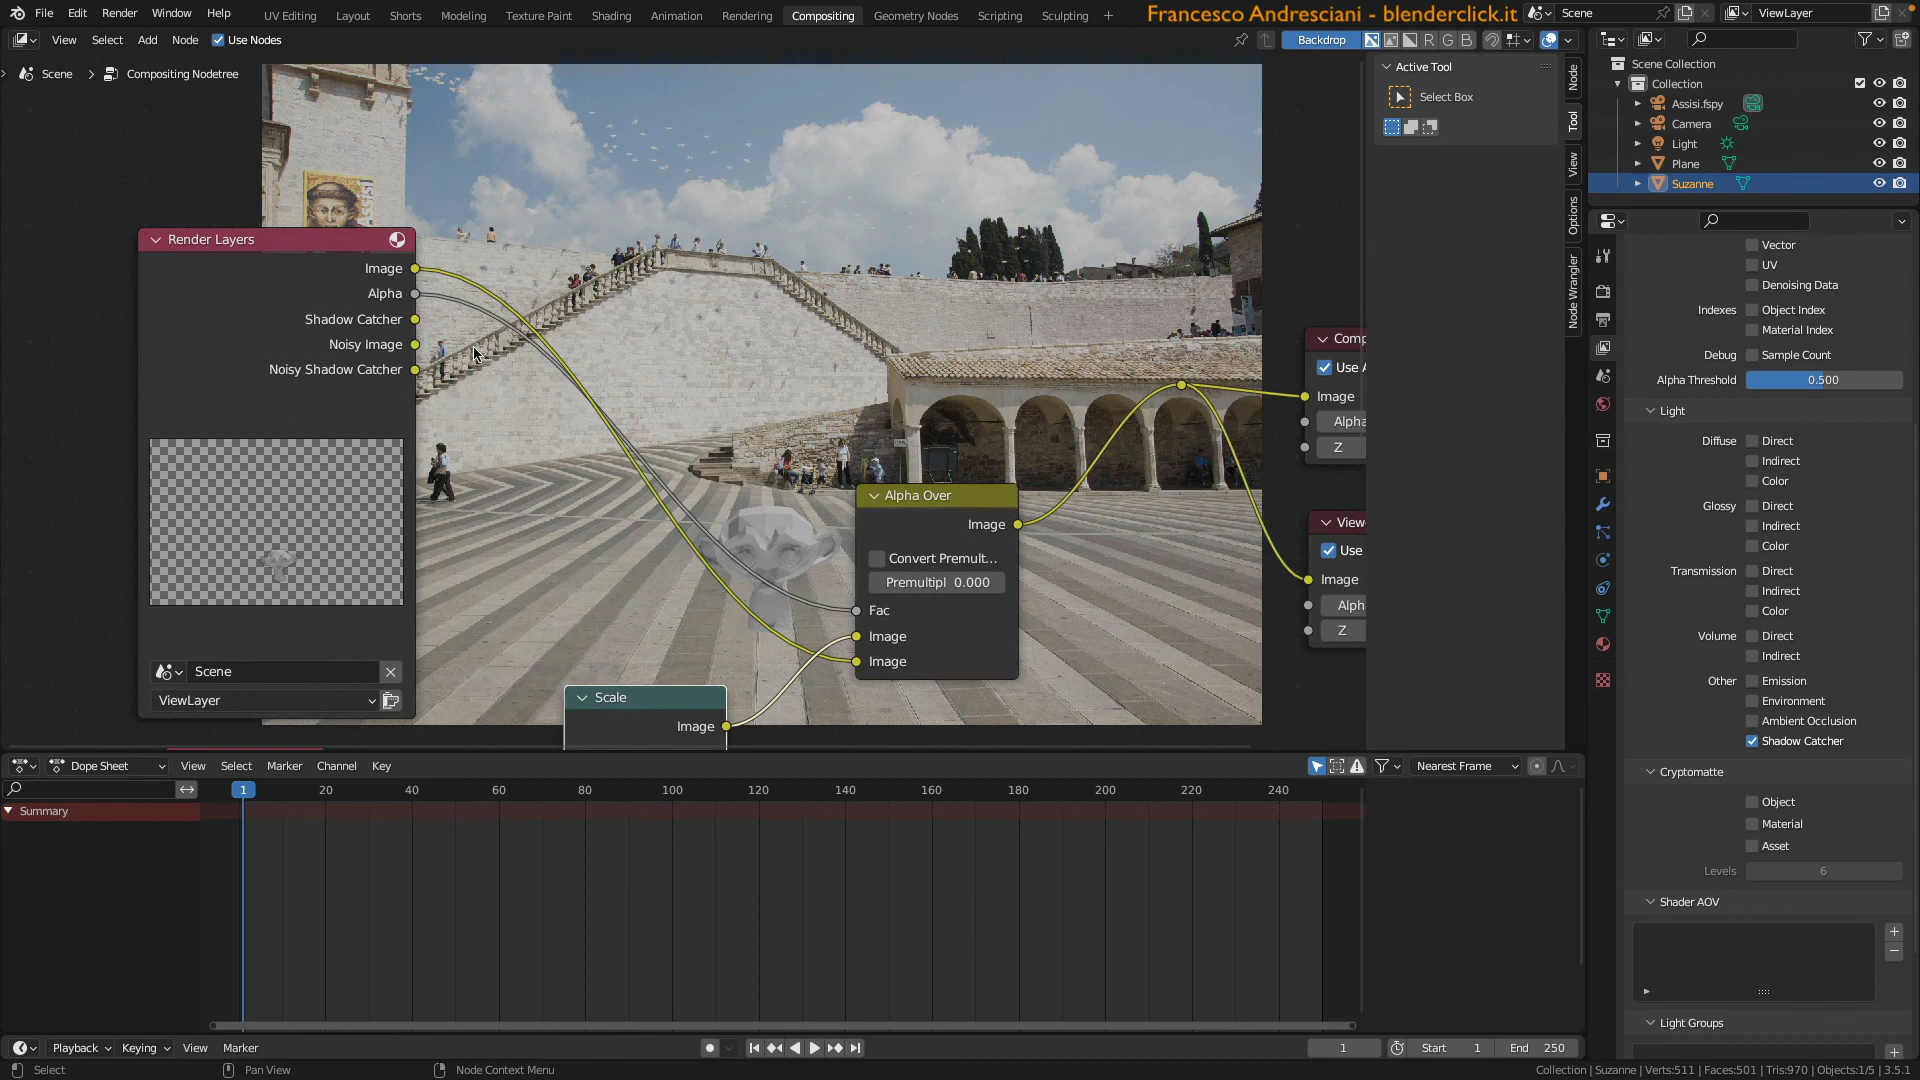 File Edit Render Window Help UV Editing Layout Shorts Modeling Texture Paint Shading Animation Rendering Compositing Geometry Nodes Scripting Sculpting + Francesco Andresciani - blenderclick.it Scene ViewLayer
View Select Add Node Use Nodes Backdrop R G B
Scene > Compositing Nodetree
Active Tool
Select Box
Node
Tool
View
Options
Node Wrangler
Scene Collection
Collection
Assisi.fspy
Camera
Light
Plane
Suzanne
Render Layers
Image
Alpha
Shadow Catcher
Noisy Image
Noisy Shadow Catcher
Scene
ViewLayer
Alpha Over
Image
Convert Premult...
Premultipl 0.000
Fac
Image
Image
Scale
Image
Comp
Use A
Image
Alpha
Z
View
Use
Image
Alph
Z
Vector
UV
Denoising Data
Indexes Object Index
Material Index
Debug Sample Count
Alpha Threshold 0.500
Light
Diffuse Direct
Indirect
Color
Glossy Direct
Indirect
Color
Transmission Direct
Indirect
Color
Volume Direct
Indirect
Other Emission
Environment
Ambient Occlusion
Shadow Catcher
Cryptomatte
Object
Material
Asset
Levels 6
Shader AOV
Light Groups
Dope Sheet View Select Marker Channel Key Nearest Frame
1 20 40 60 80 100 120 140 160 180 200 220 240
Summary
Playback Keying View Marker 1 Start 1 End 250
Select Pan View Node Context Menu Collection | Suzanne | Verts:511 | Faces:501 | Tris:970 | Objects:1/5 | 3.5.1